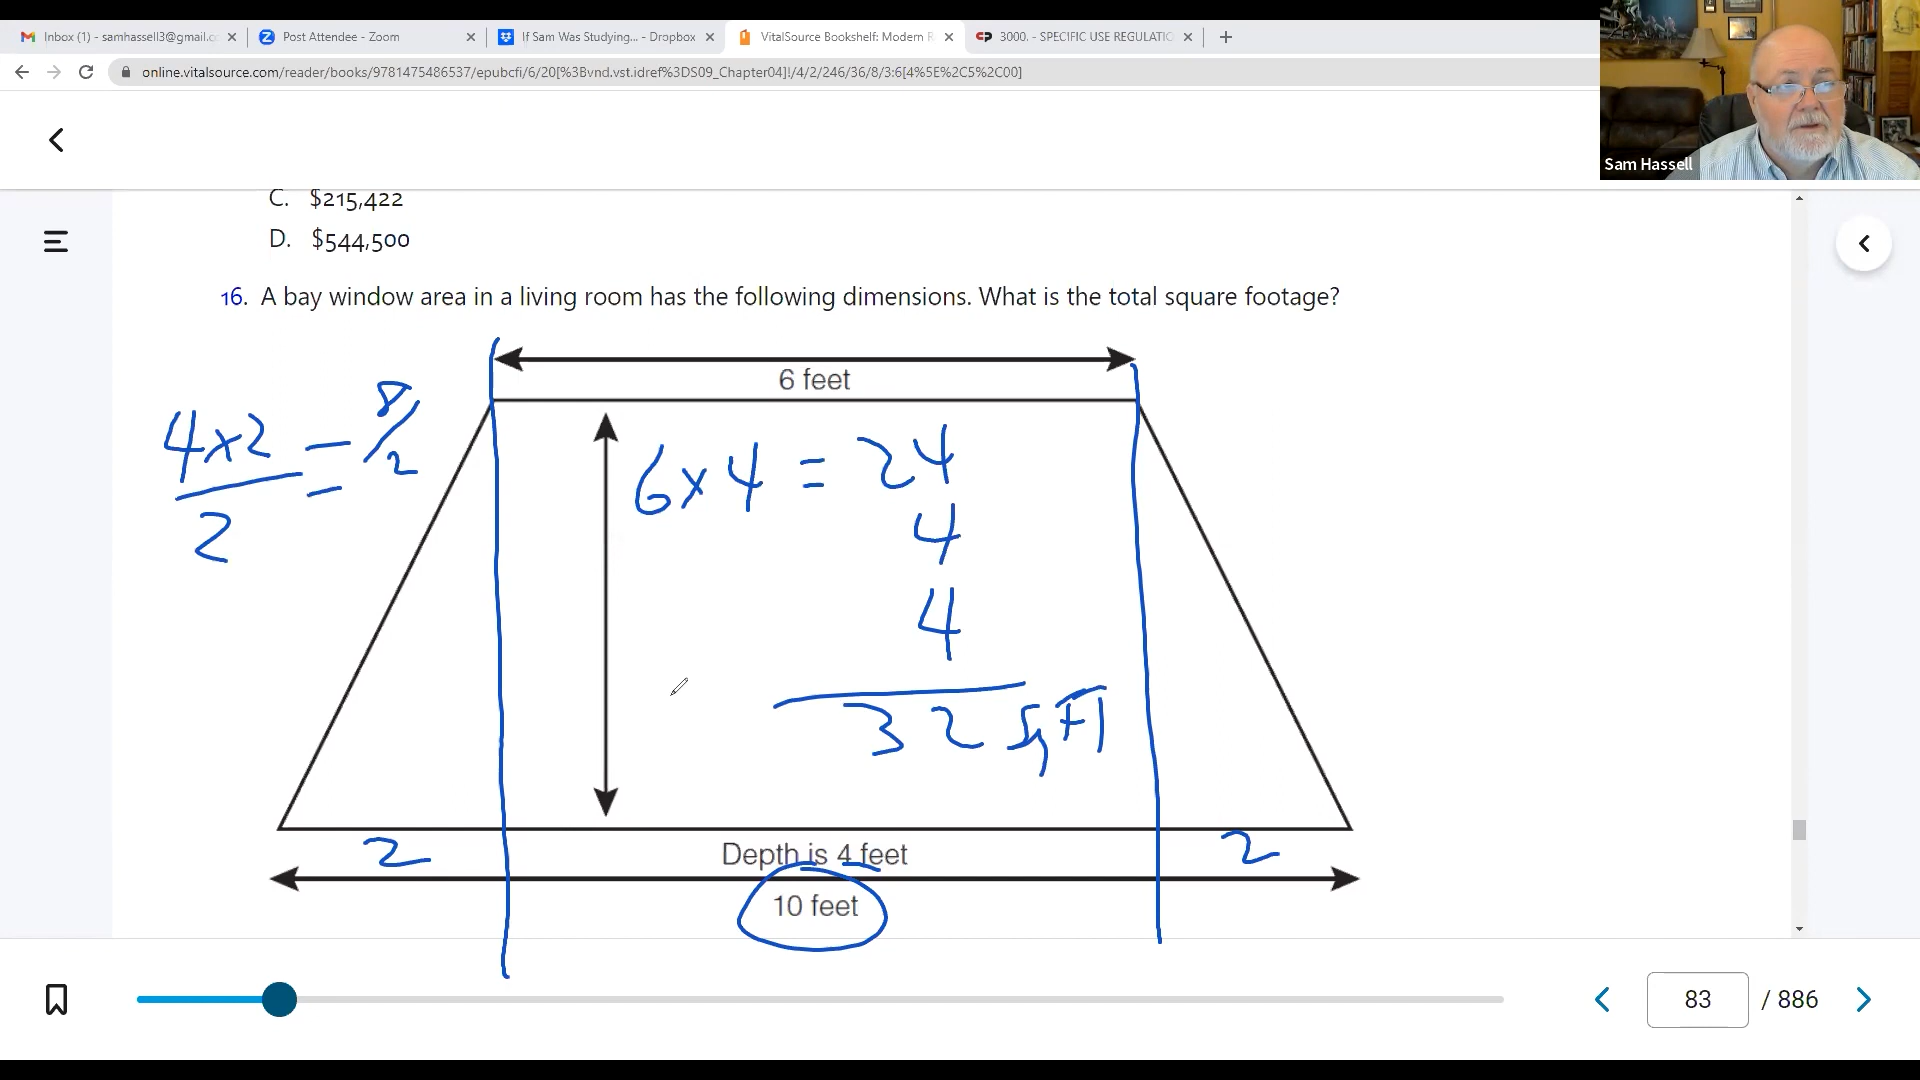 Inbox (1) - samhassell3@gmail.c
Post Attendee - Zoom
If Sam Was Studying... - Dropbox
VitalSource Bookshelf: Modern R
3000. - SPECIFIC USE REGULATIO
online.vitalsource.com/reader/books/9781475486537/epubcfi/6/20[%3Bvnd.vst.idref%3DS09_Chapter04]!/4/2/246/36/8/3:6[4%5E%2C5%2C00]
Sam Hassell
C. $215,422
D. $544,500
16. A bay window area in a living room has the following dimensions. What is the total square footage?
6 feet
4x2/2 = 8/2
6x4 = 24
4
4
32 sq ft
2
2
Depth is 4 feet
10 feet
83 / 886